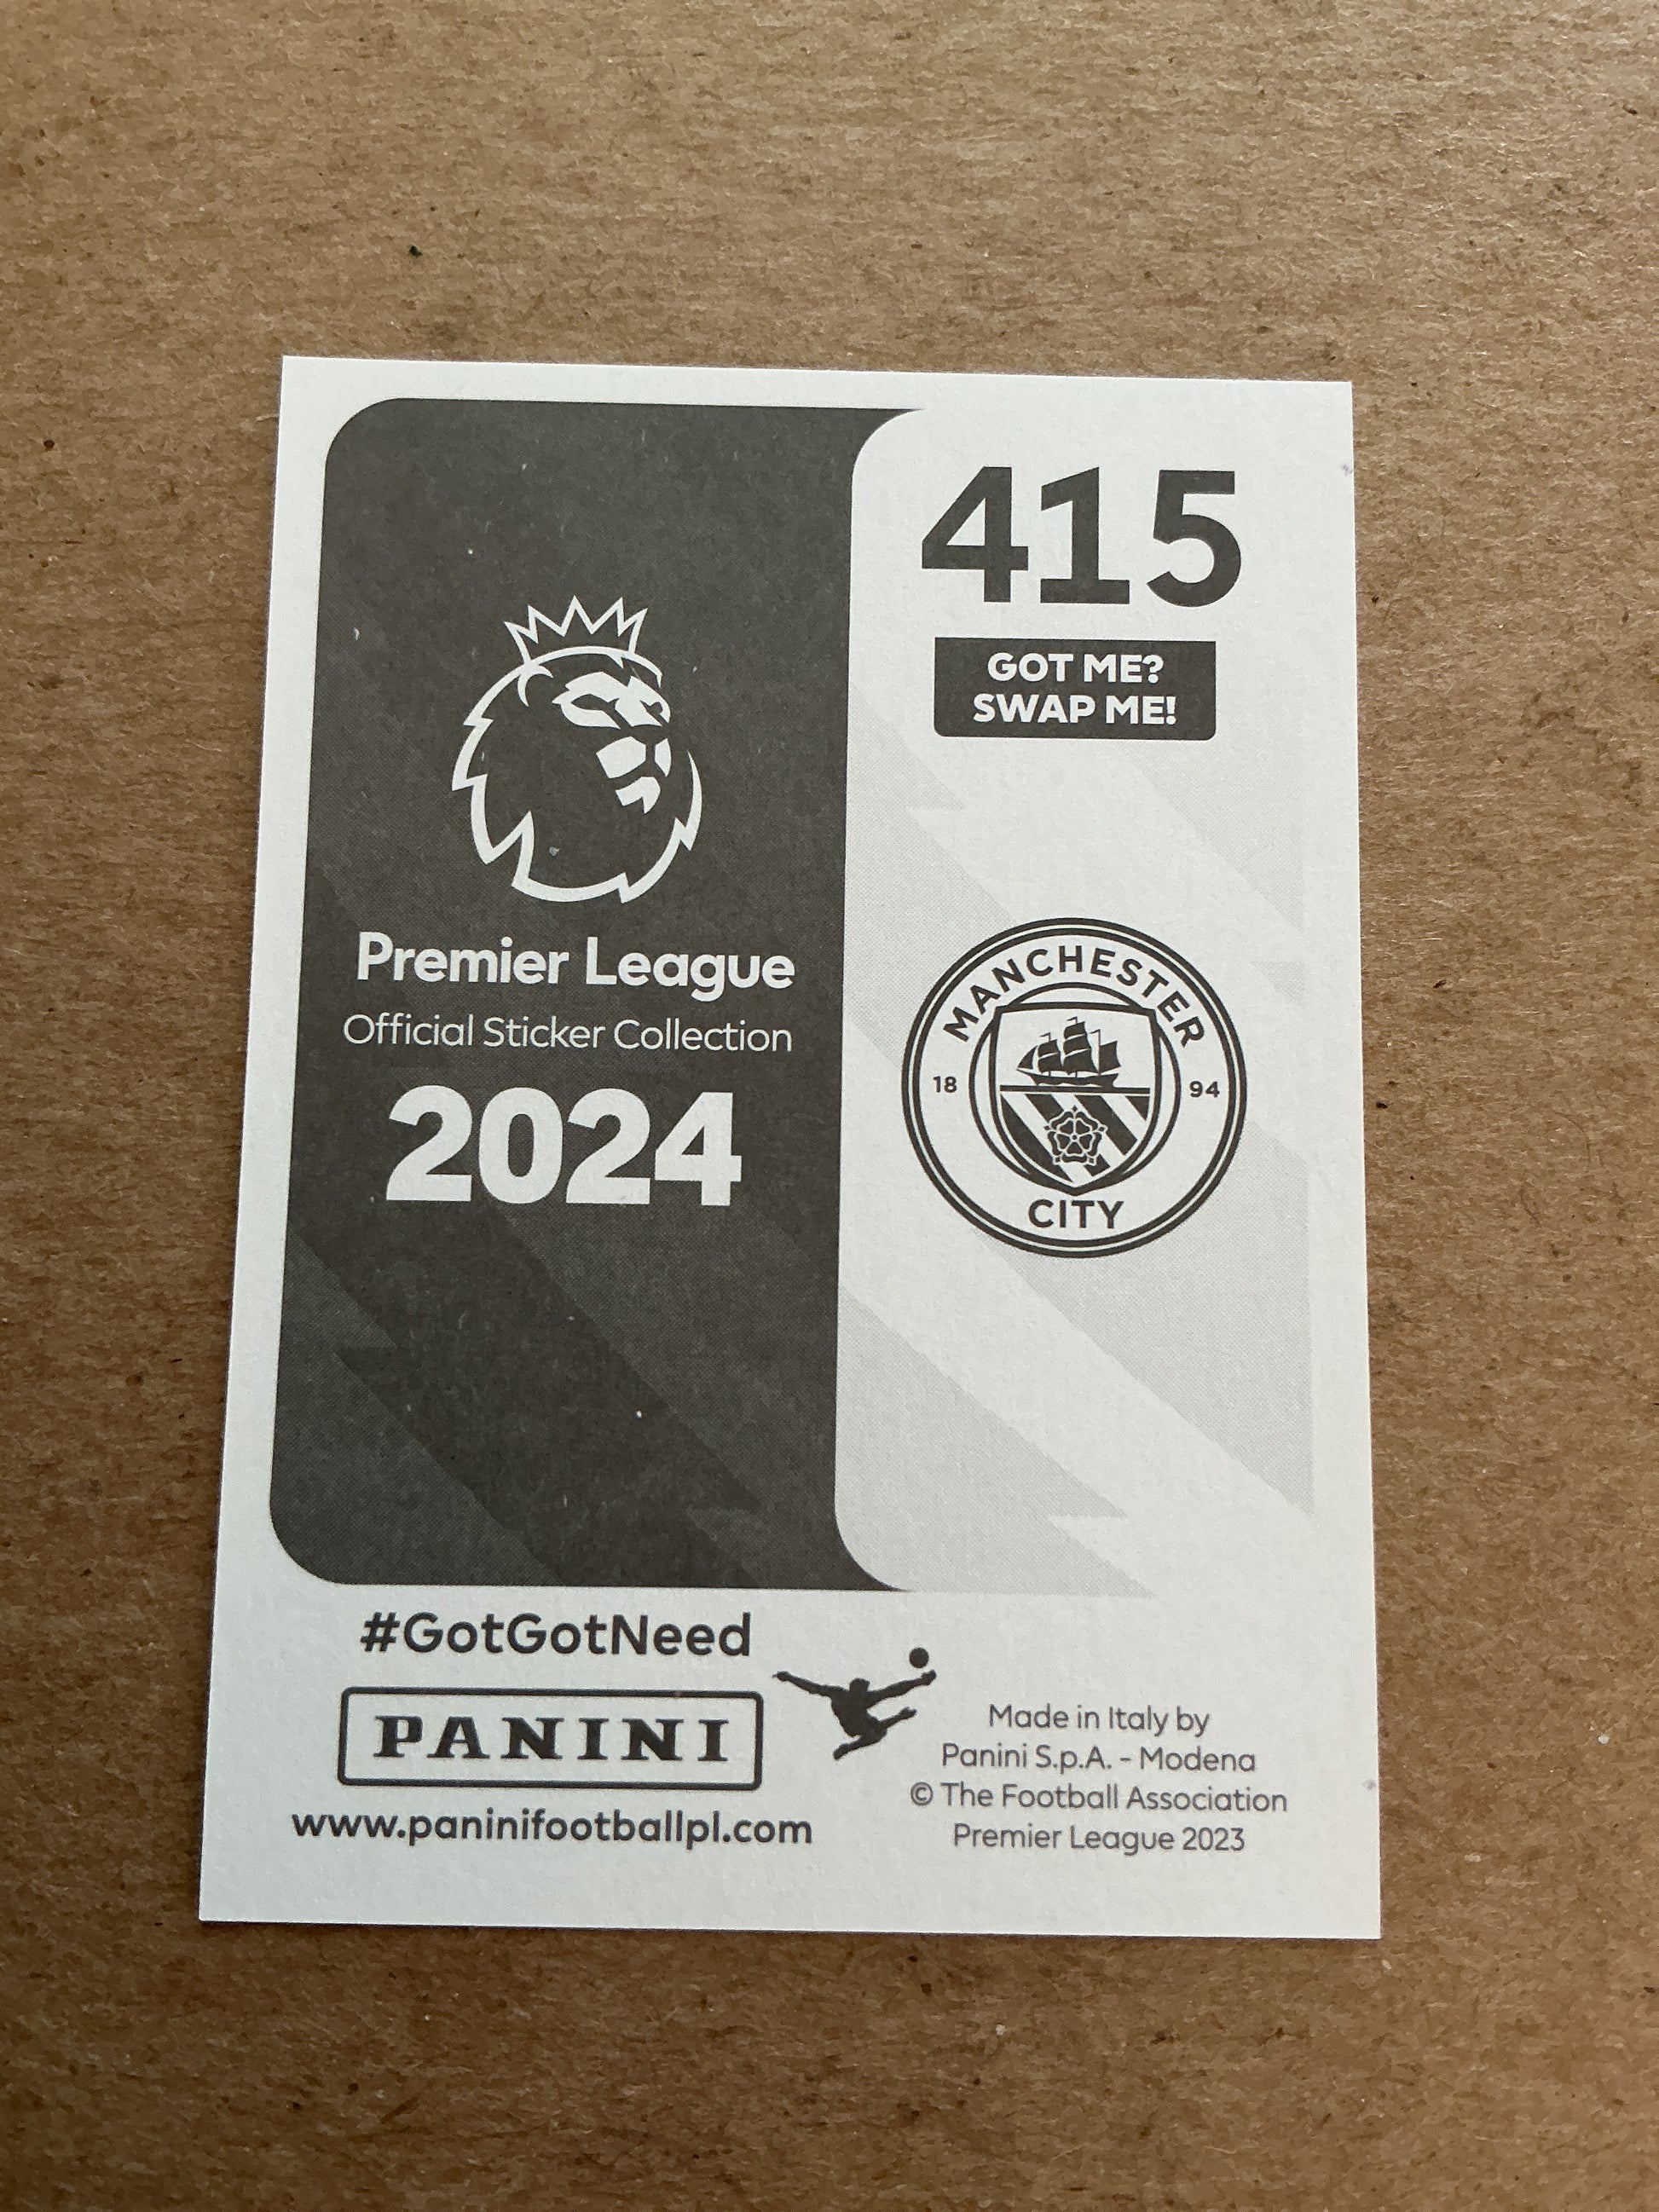 415
GOT ME?
SWAP ME!
Premier League
Official Sticker Collection
2024
MANCHESTER
18 94
CITY
#GotGotNeed
PANINI
www.paninifootballpl.com
Made in Italy by
Panini S.p.A. - Modena
© The Football Association
Premier League 2023